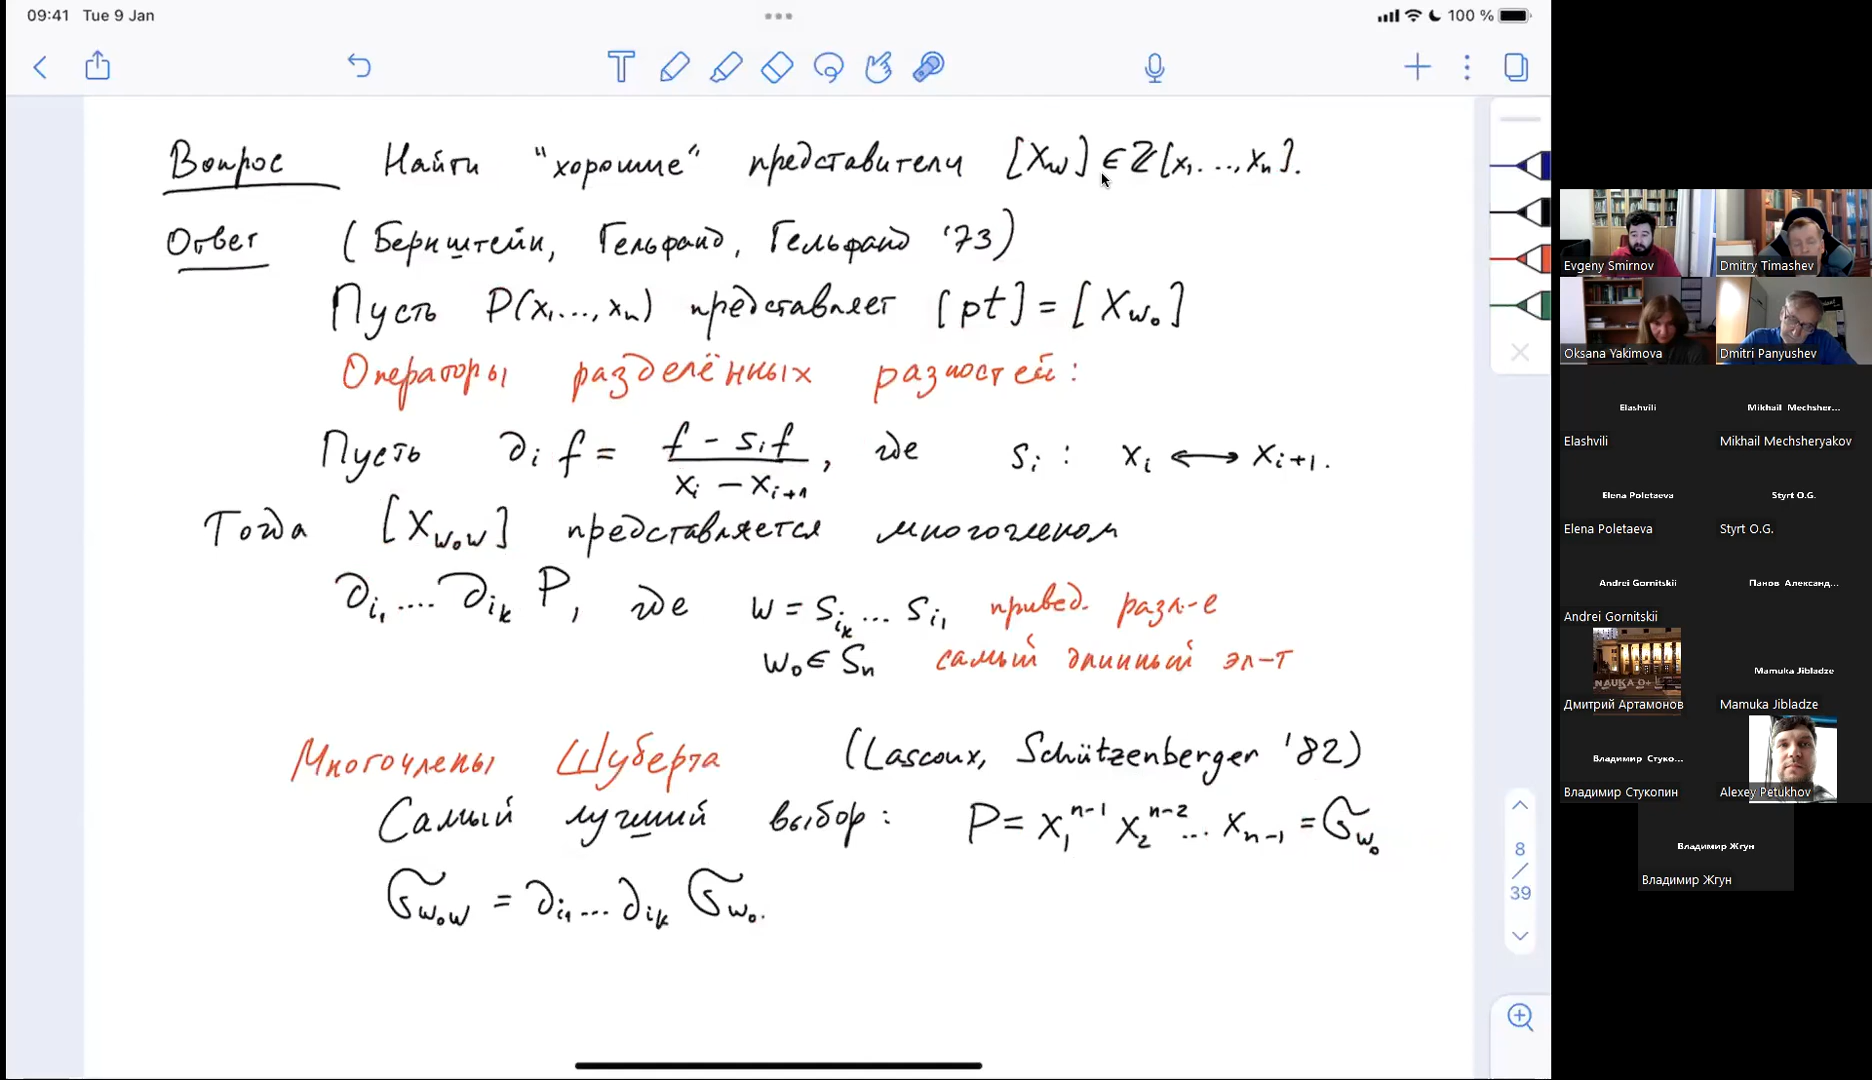 09:41 Tue 9 Jan
100 %
Вопрос Найти "хорошие" представители [X_w] ∈ ℤ[x_1, ..., x_n].
Ответ (Бернштейн, Гельфанд, Гельфанд '73)
Пусть P(x_1, ..., x_n) представляет [pt] = [X_{w_0}]
Операторы разделённых разностей:
Пусть ∂_i f = (f - s_i f)/(x_i - x_{i+1}), где s_i : x_i ⟷ x_{i+1}.
Тогда [X_{w_0 w}] представляется многочленом
∂_{i_1} .... ∂_{i_k} P, где w = s_{i_k} ... s_{i_1} привед. разл-е
w_0 ∈ S_n самый длинный эл-т
Многочлены Шуберта (Lascoux, Schützenberger '82)
Самый лучший выбор: P = x_1^{n-1} x_2^{n-2} ... x_{n-1} = 𝔖_{w_0}
𝔖_{w_0 w} = ∂_{i_1} ... ∂_{i_k} 𝔖_{w_0}.
8
39
Evgeny Smirnov
Dmitry Timashev
Oksana Yakimova
Dmitri Panyushev
Elashvili
Mikhail Mechsher...
Elashvili
Mikhail Mechsheryakov
Elena Poletaeva
Styrt O.G.
Elena Poletaeva
Styrt O.G.
Andrei Gornitskii
Панов Александ...
Andrei Gornitskii
NAUKA 0+
Mamuka Jibladze
Дмитрий Артамонов
Mamuka Jibladze
Владимир Стуко...
Владимир Стукопин
Alexey Petukhov
Владимир Жгун
Владимир Жгун